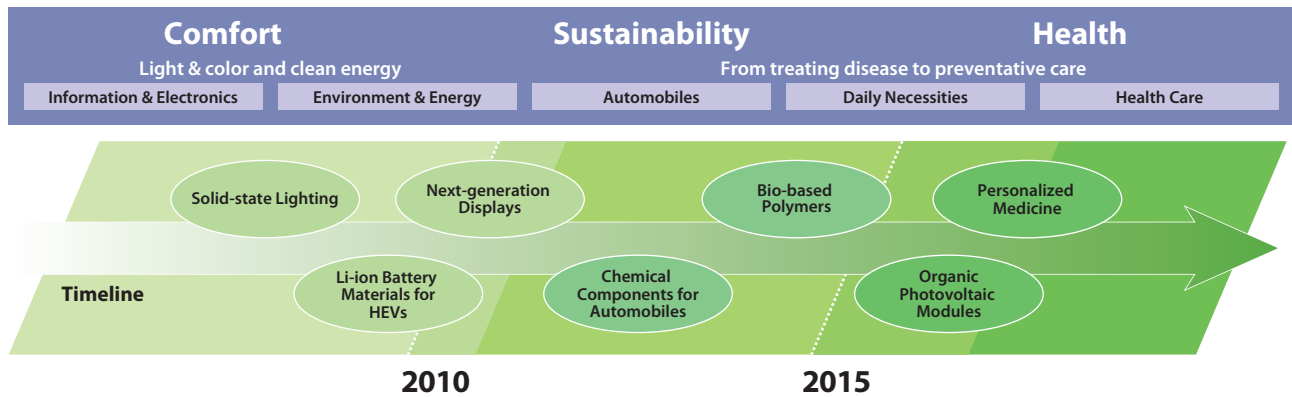 Comfort Sustainability Health
Light & color and clean energy From treating disease to preventative care
Information & Electronics Environment & Energy Automobiles Daily Necessities Health Care
Solid-state Lighting
Next-generation
Displays
Bio-based
Polymers
Personalized
Medicine
Timeline
Li-ion Battery
Materials for
HEVs
Chemical
Components for
Automobiles
Organic
Photovoltaic
Modules
2010 2015